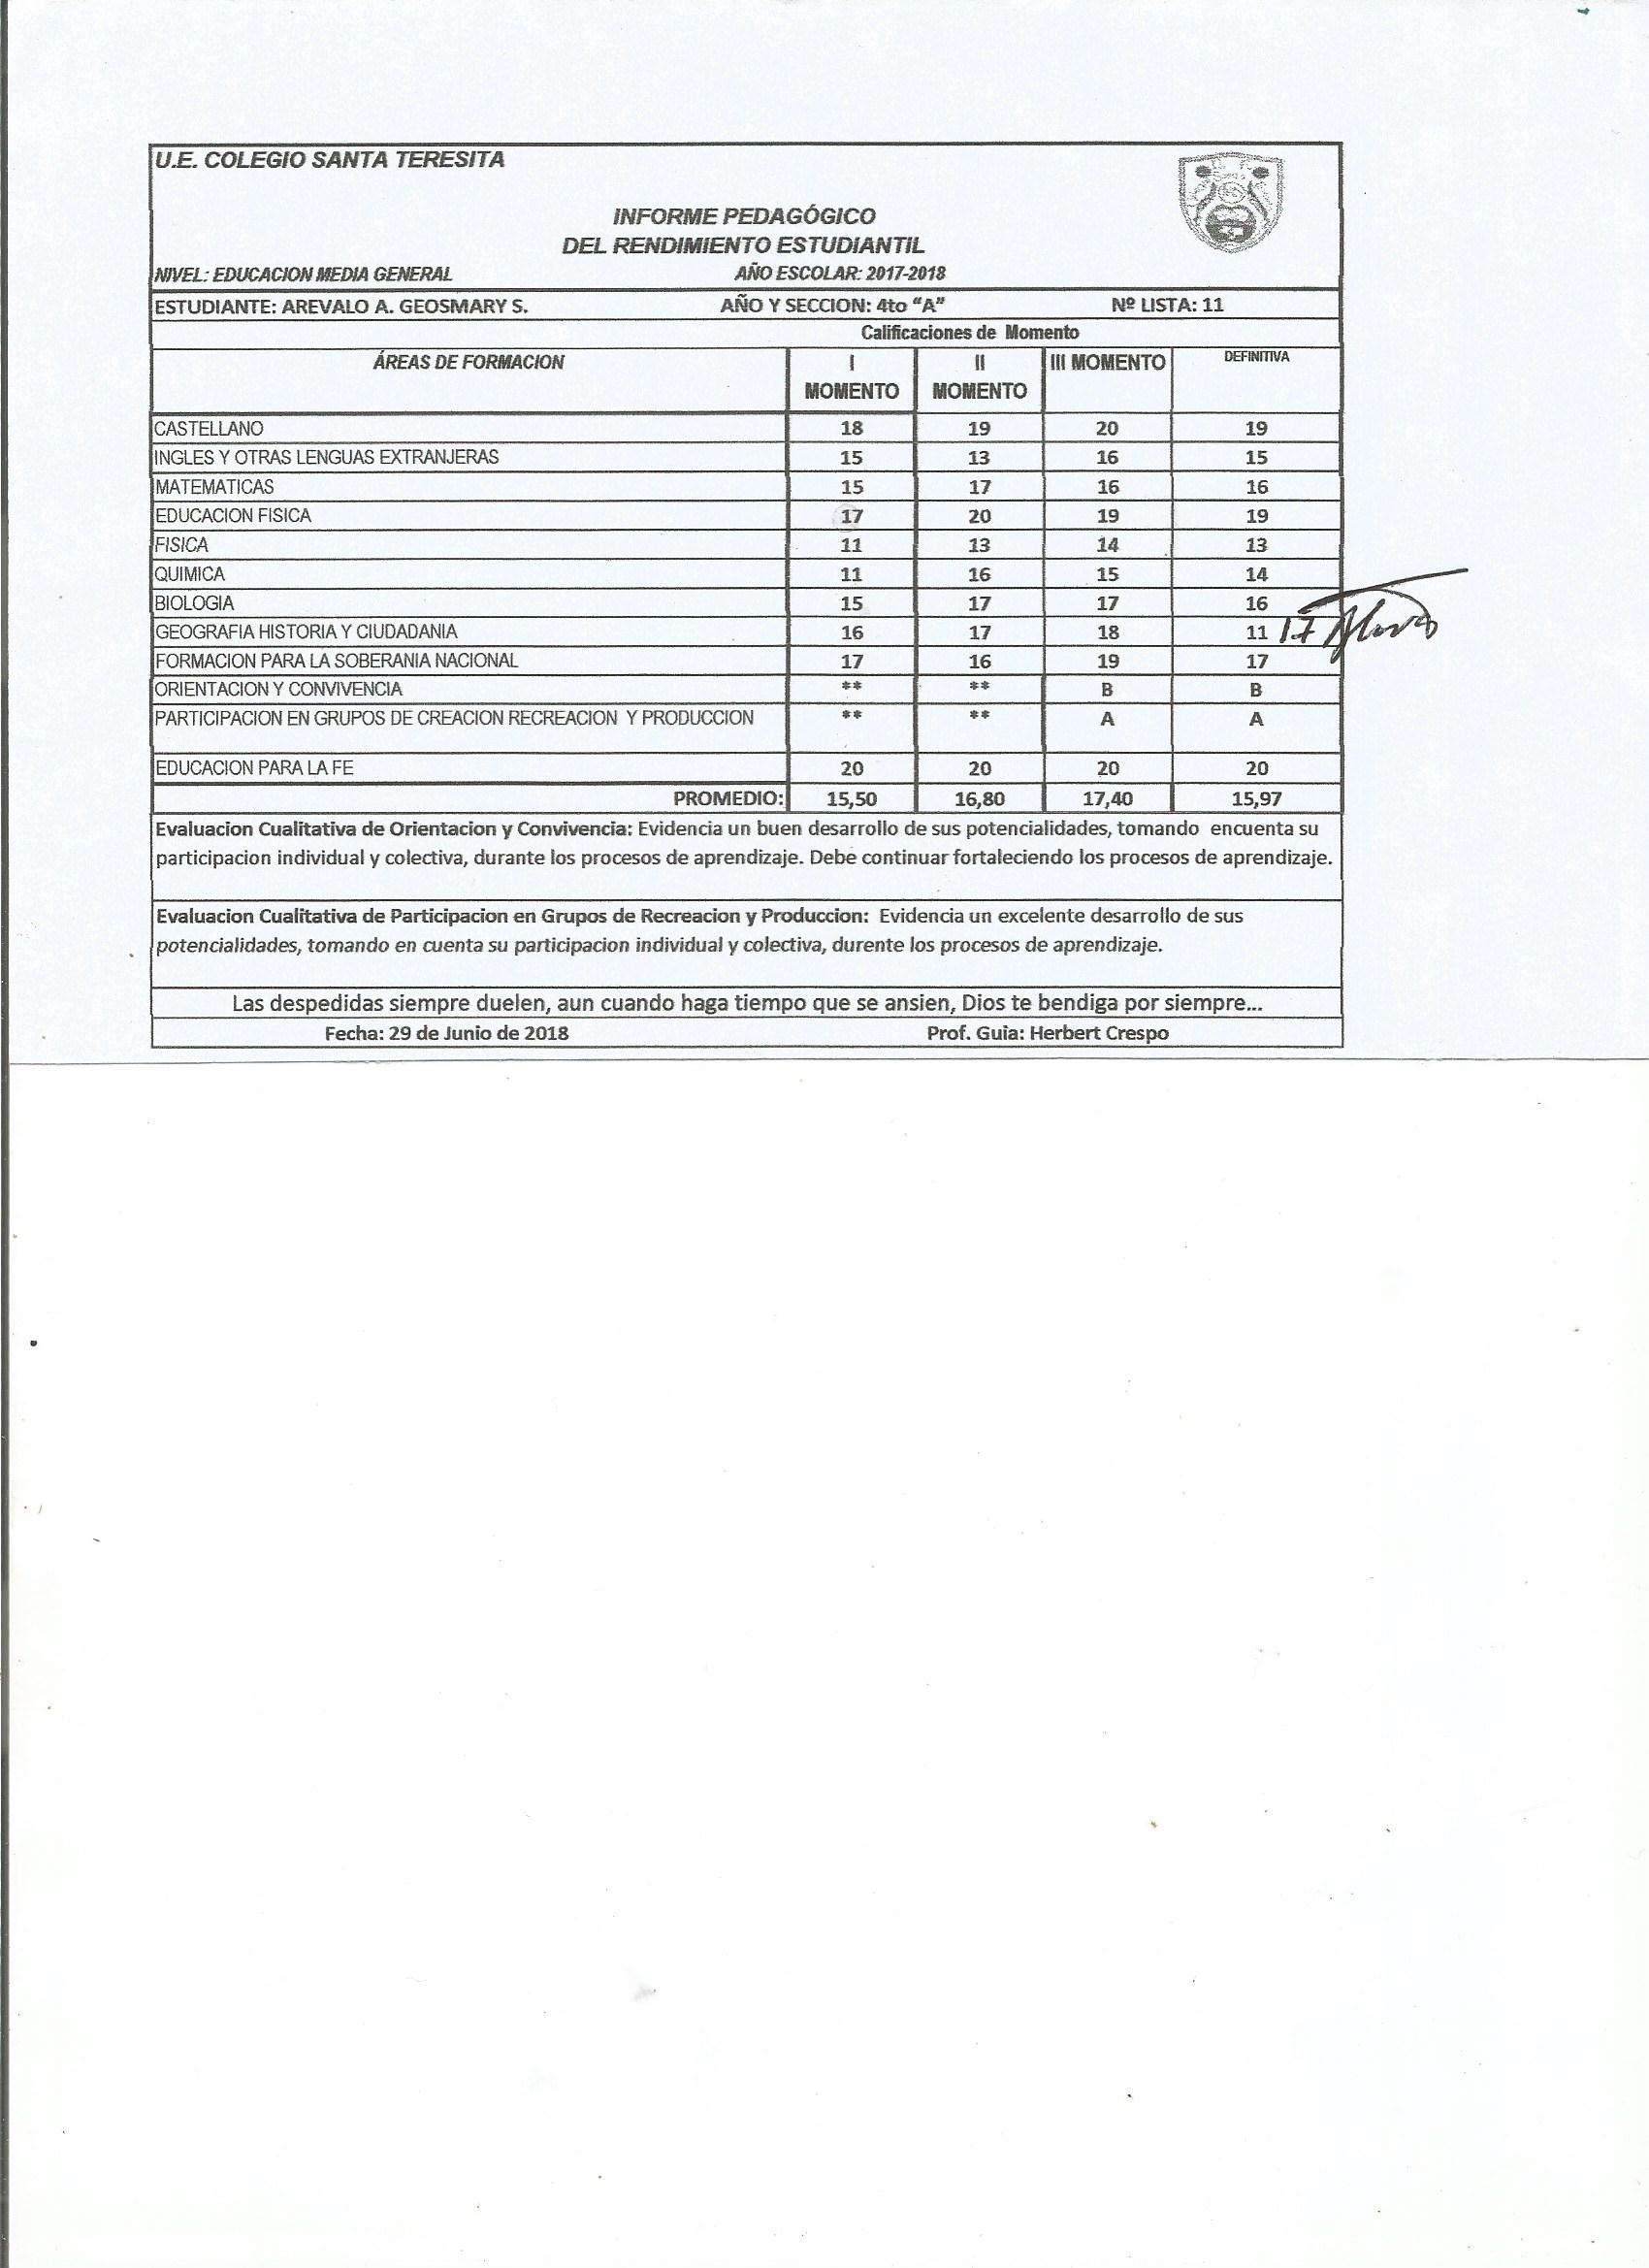 U.E. COLEGIO SANTA TERESITA
INFORME PEDAGÓGICO
DEL RENDIMIENTO ESTUDIANTIL
NIVEL: EDUCACION MEDIA GENERAL AÑO ESCOLAR: 2017-2018
ESTUDIANTE: AREVALO A. GEOSMARY S. AÑO Y SECCION: 4to “A” Nº LISTA: 11
Calificaciones de Momento
ÁREAS DE FORMACION I MOMENTO II MOMENTO III MOMENTO DEFINITIVA
CASTELLANO 18 19 20 19
INGLES Y OTRAS LENGUAS EXTRANJERAS 15 13 16 15
MATEMATICAS 15 17 16 16
EDUCACION FISICA 17 20 19 19
FISICA 11 13 14 13
QUIMICA 11 16 15 14
BIOLOGIA 15 17 17 16
GEOGRAFIA HISTORIA Y CIUDADANIA 16 17 18 11 17
FORMACION PARA LA SOBERANIA NACIONAL 17 16 19 17
ORIENTACION Y CONVIVENCIA ** ** B B
PARTICIPACION EN GRUPOS DE CREACION RECREACION Y PRODUCCION ** ** A A
EDUCACION PARA LA FE 20 20 20 20
PROMEDIO: 15,50 16,80 17,40 15,97
Evaluacion Cualitativa de Orientacion y Convivencia: Evidencia un buen desarrollo de sus potencialidades, tomando encuenta su
participacion individual y colectiva, durante los procesos de aprendizaje. Debe continuar fortaleciendo los procesos de aprendizaje.
Evaluacion Cualitativa de Participacion en Grupos de Recreacion y Produccion: Evidencia un excelente desarrollo de sus
potencialidades, tomando en cuenta su participacion individual y colectiva, durente los procesos de aprendizaje.
Las despedidas siempre duelen, aun cuando haga tiempo que se ansien, Dios te bendiga por siempre...
Fecha: 29 de Junio de 2018 Prof. Guia: Herbert Crespo